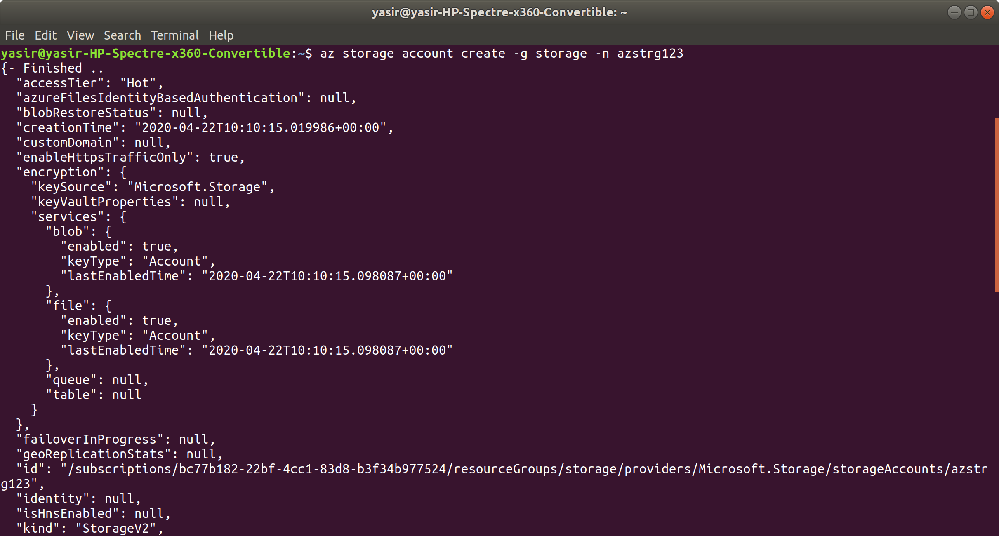 yasir@yasir-HP-Spectre-x360-Convertible: ~
File Edit View Search Terminal Help
yasir@yasir-HP-Spectre-x360-Convertible:~$ az storage account create -g storage -n azstrg123
{- Finished ..
  "accessTier": "Hot",
  "azureFilesIdentityBasedAuthentication": null,
  "blobRestoreStatus": null,
  "creationTime": "2020-04-22T10:10:15.019986+00:00",
  "customDomain": null,
  "enableHttpsTrafficOnly": true,
  "encryption": {
    "keySource": "Microsoft.Storage",
    "keyVaultProperties": null,
    "services": {
      "blob": {
        "enabled": true,
        "keyType": "Account",
        "lastEnabledTime": "2020-04-22T10:10:15.098087+00:00"
      },
      "file": {
        "enabled": true,
        "keyType": "Account",
        "lastEnabledTime": "2020-04-22T10:10:15.098087+00:00"
      },
      "queue": null,
      "table": null
    }
  },
  "failoverInProgress": null,
  "geoReplicationStats": null,
  "id": "/subscriptions/bc77b182-22bf-4cc1-83d8-b3f34b977524/resourceGroups/storage/providers/Microsoft.Storage/storageAccounts/azstr
g123",
  "identity": null,
  "isHnsEnabled": null,
  "kind": "StorageV2",